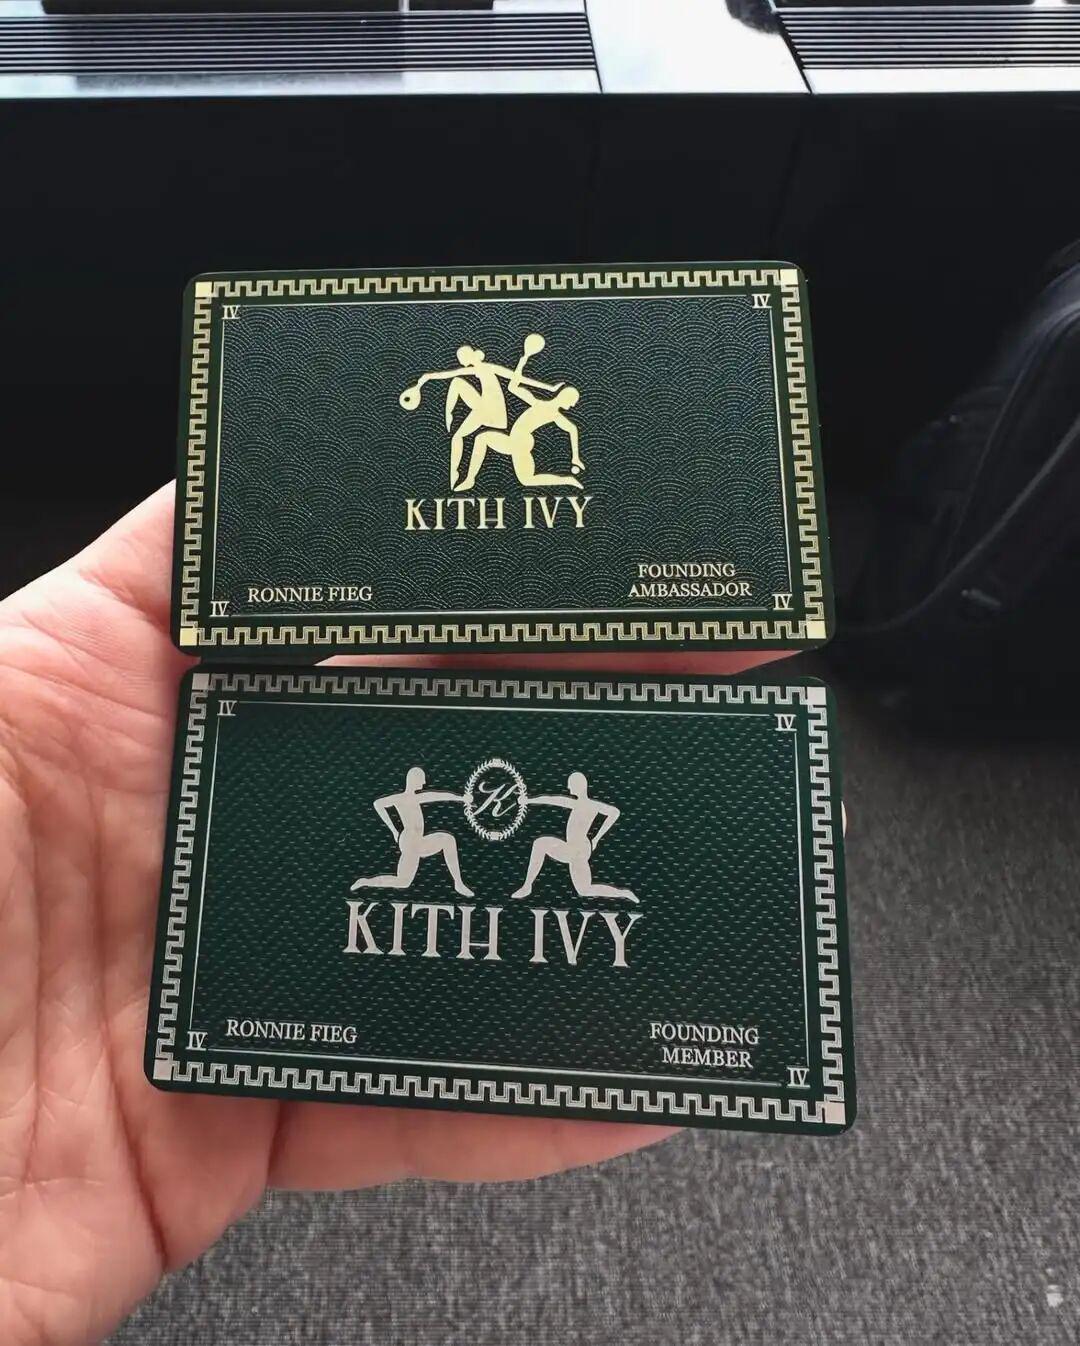 IV IV
KITH IVY
FOUNDING
RONNIE FIEG AMBASSADOR
IV IV
IV IV
K
KITH IVY
RONNIE FIEG FOUNDING
MEMBER
IV IV